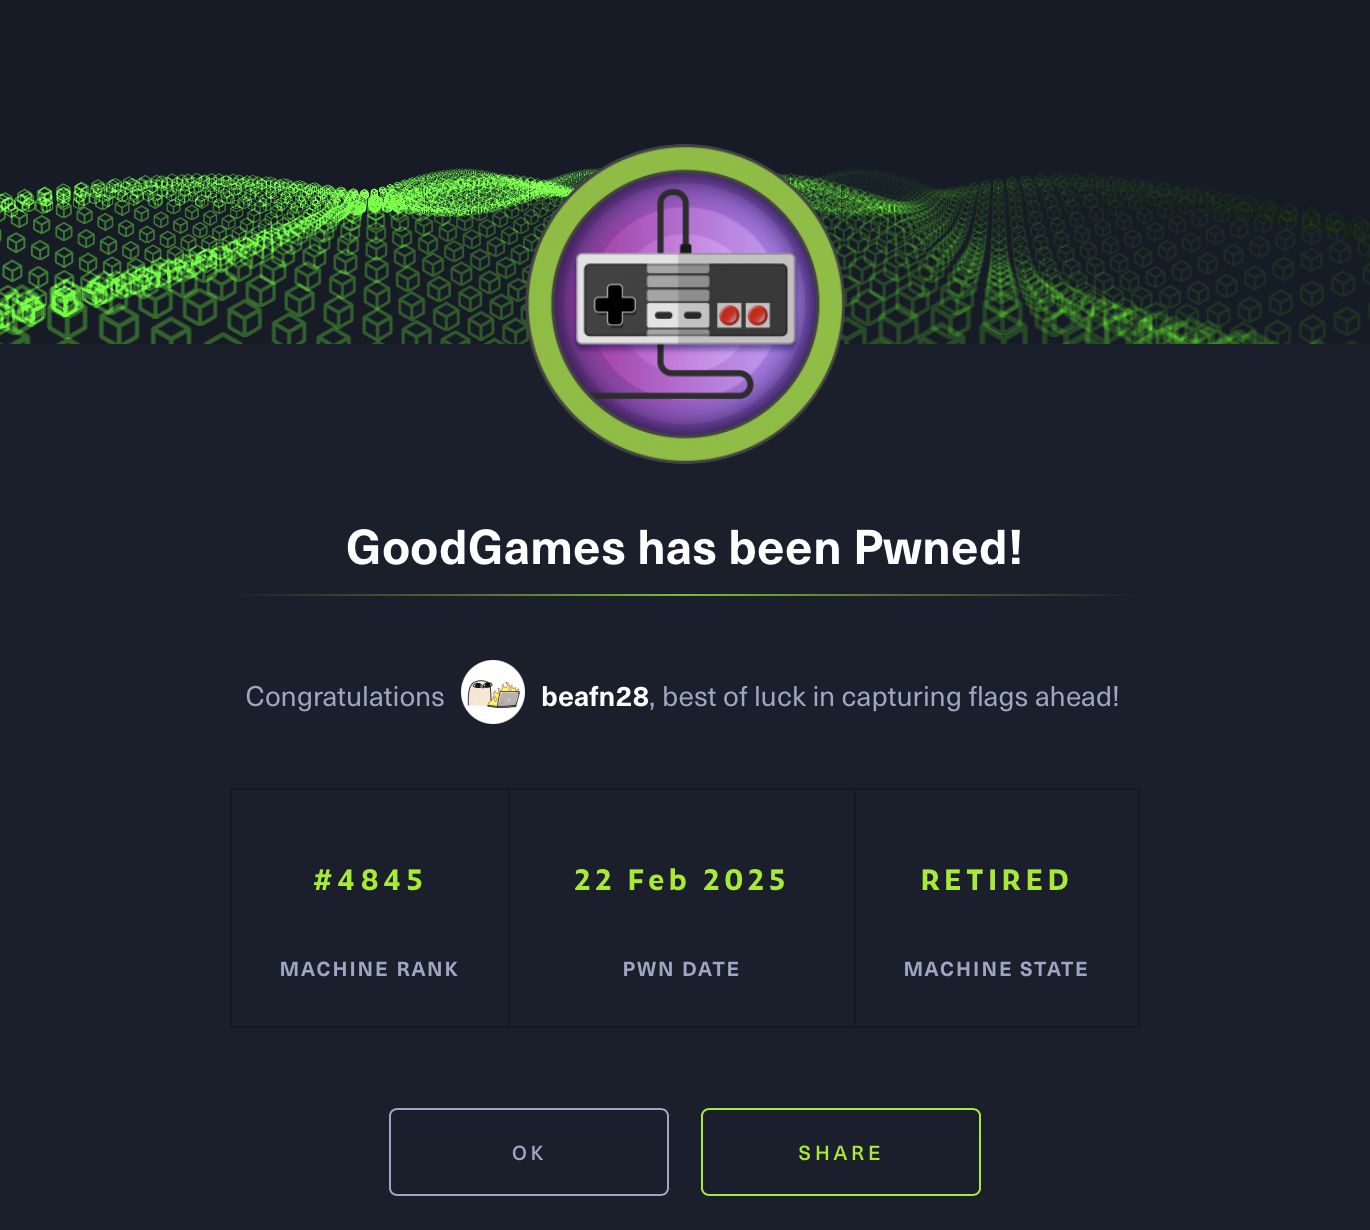 GoodGames has been Pwned!
Congratulations beafn28, best of luck in capturing flags ahead!
#4845 22 Feb 2025 RETIRED
MACHINE RANK PWN DATE MACHINE STATE
OK SHARE